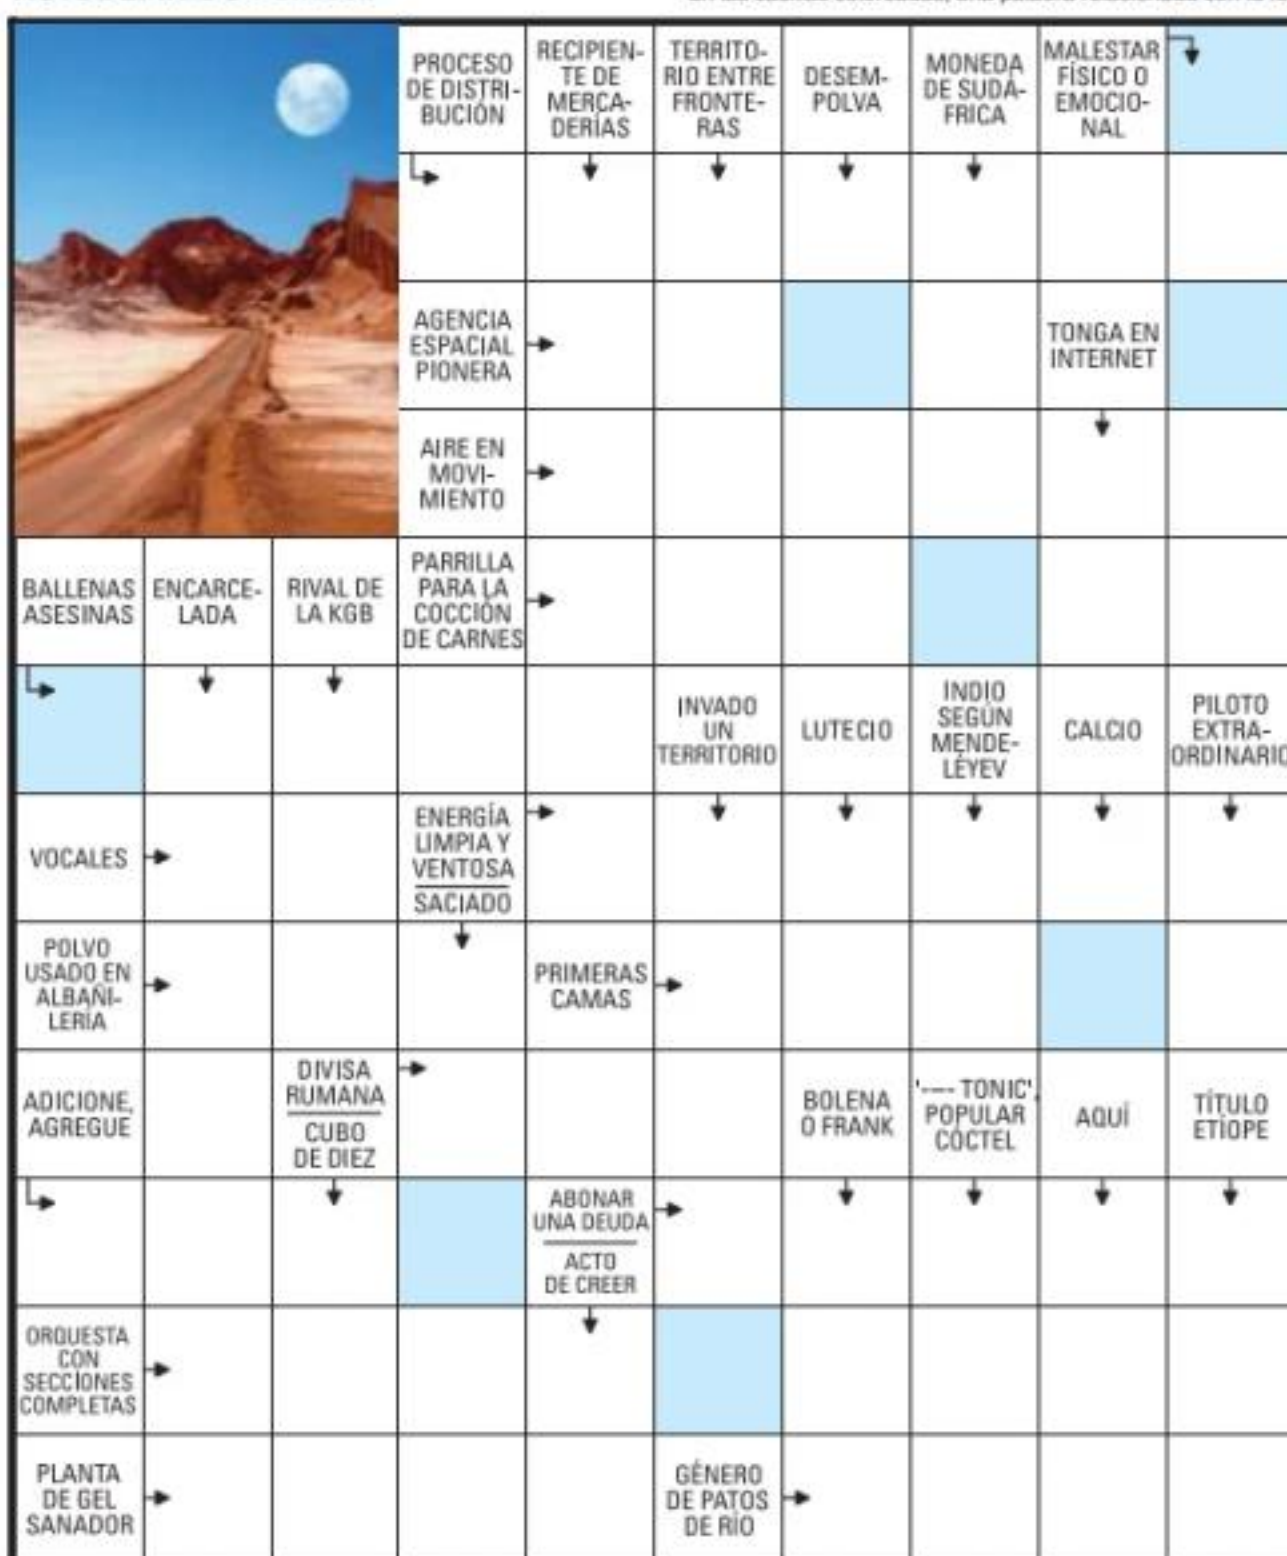 PROCESO
DE DISTRI-
BUCIÓN
RECIPIEN-
TE DE
MERCA-
DERÍAS
TERRITO-
RIO ENTRE
FRONTE-
RAS
DESEM-
POLVA
MONEDA
DE SUDÁ-
FRICA
MALESTAR
FÍSICO O
EMOCIO-
NAL
AGENCIA
ESPACIAL
PIONERA
TONGA EN
INTERNET
AIRE EN
MOVI-
MIENTO
BALLENAS
ASESINAS
ENCARCE-
LADA
RIVAL DE
LA KGB
PARRILLA
PARA LA
COCCIÓN
DE CARNES
INVADO
UN
TERRITORIO
LUTECIO
INDIO
SEGÚN
MENDE-
LÉYEV
CALCIO
PILOTO
EXTRA-
ORDINARIO
VOCALES
ENERGÍA
LIMPIA Y
VENTOSA
SACIADO
POLVO
USADO EN
ALBAÑI-
LERÍA
PRIMERAS
CAMAS
ADICIONE,
AGREGUE
DIVISA
RUMANA
CUBO
DE DIEZ
BOLENA
O FRANK
'---- TONIC',
POPULAR
CÓCTEL
AQUÍ
TÍTULO
ETÍOPE
ABONAR
UNA DEUDA
ACTO
DE CREER
ORQUESTA
CON
SECCIONES
COMPLETAS
PLANTA
DE GEL
SANADOR
GÉNERO
DE PATOS
DE RÍO